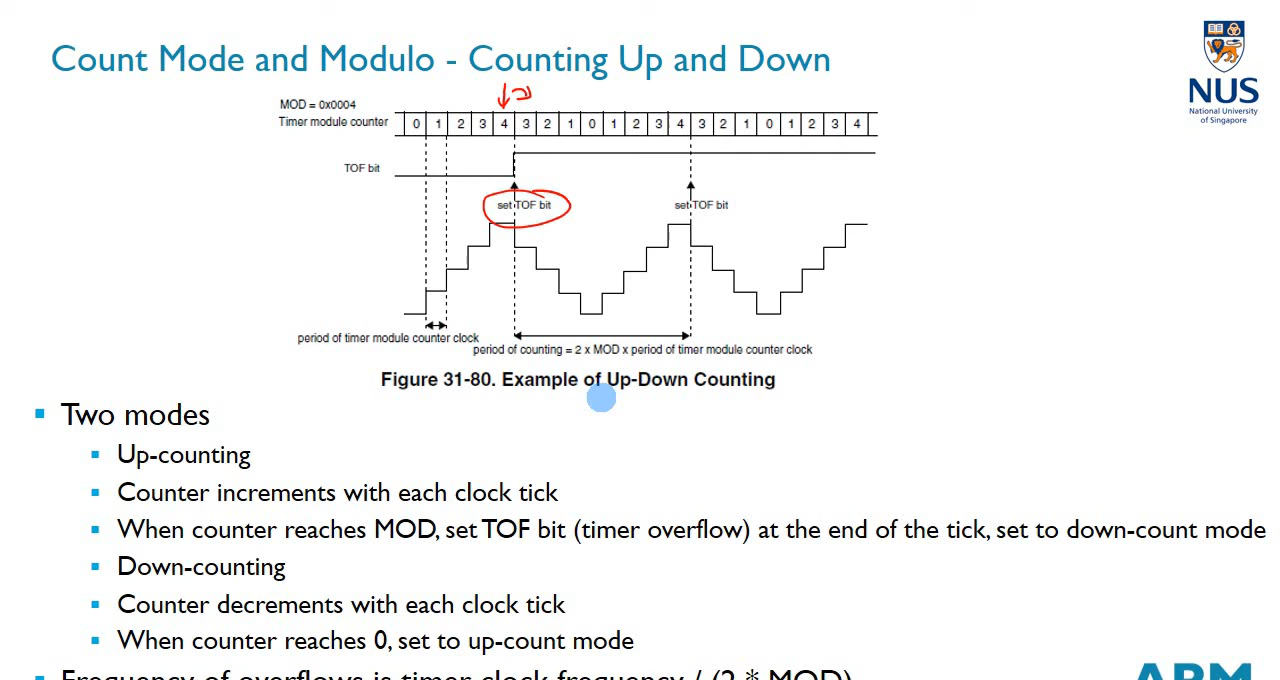 Count Mode and Modulo - Counting Up and Down
NUS
National University
of Singapore
MOD = 0x0004
Timer module counter 0 1 2 3 4 3 2 1 0 1 2 3 4 3 2 1 0 1 2 3 4
TOF bit
set TOF bit set TOF bit
period of timer module counter clock
period of counting = 2 x MOD x period of timer module counter clock
Figure 31-80. Example of Up-Down Counting
Two modes
Up-counting
Counter increments with each clock tick
When counter reaches MOD, set TOF bit (timer overflow) at the end of the tick, set to down-count mode
Down-counting
Counter decrements with each clock tick
When counter reaches 0, set to up-count mode
Frequency of overflows is timer clock frequency / (2 * MOD)
ARM